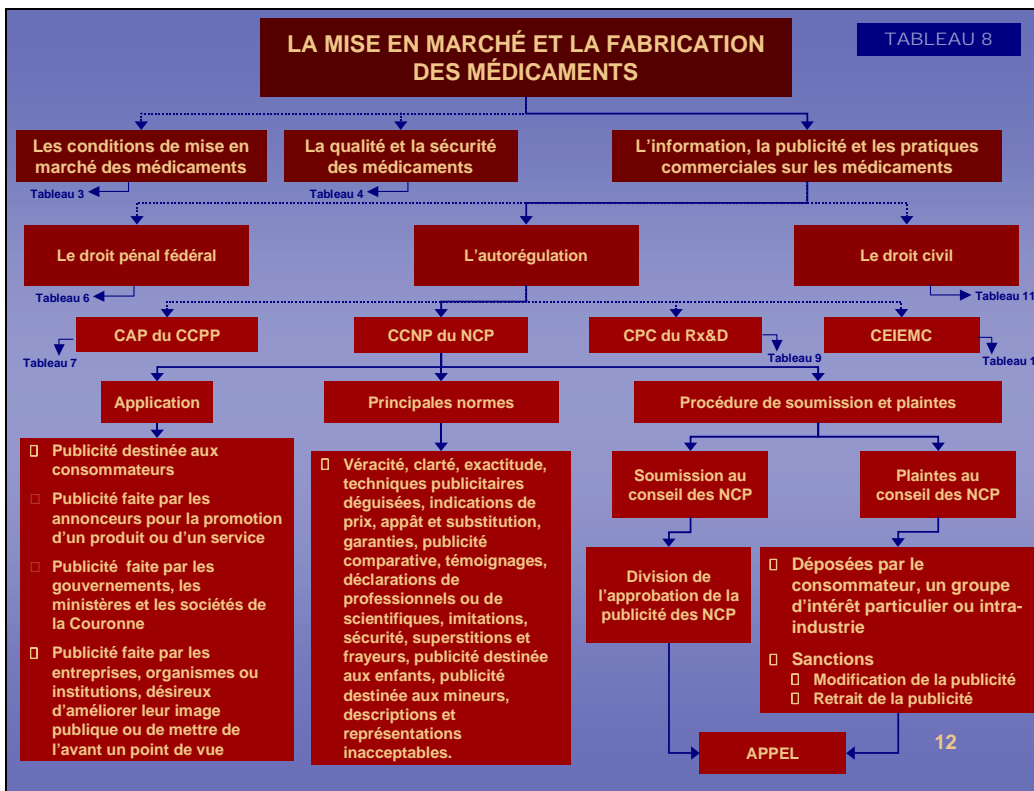 LA MISE EN MARCHÉ ET LA FABRICATION
DES MÉDICAMENTS
TABLEAU 8
Les conditions de mise en
marché des médicaments
Tableau 3
La qualité et la sécurité
des médicaments
Tableau 4
L'information, la publicité et les pratiques
commerciales sur les médicaments
Le droit pénal fédéral
Tableau 6
L'autorégulation
Le droit civil
Tableau 11
CAP du CCPP
Tableau 7
CCNP du NCP
CPC du Rx&D
Tableau 9
CEIEMC
Tableau 1
Application
Principales normes
Procédure de soumission et plaintes
Publicité destinée aux
consommateurs
Publicité faite par les
annonceurs pour la promotion
d'un produit ou d'un service
Publicité faite par les
gouvernements, les
ministères et les sociétés de
la Couronne
Publicité faite par les
entreprises, organismes ou
institutions, désireux
d'améliorer leur image
publique ou de mettre de
l'avant un point de vue
Véracité, clarté, exactitude,
techniques publicitaires
déguisées, indications de
prix, appât et substitution,
garanties, publicité
comparative, témoignages,
déclarations de
professionnels ou de
scientifiques, imitations,
sécurité, superstitions et
frayeurs, publicité destinée
aux enfants, publicité
destinée aux mineurs,
descriptions et
représentations
inacceptables.
Soumission au
conseil des NCP
Plaintes au
conseil des NCP
Division de
l'approbation de la
publicité des NCP
Déposées par le
consommateur, un groupe
d'intérêt particulier ou intra-
industrie
Sanctions
Modification de la publicité
Retrait de la publicité
APPEL
12